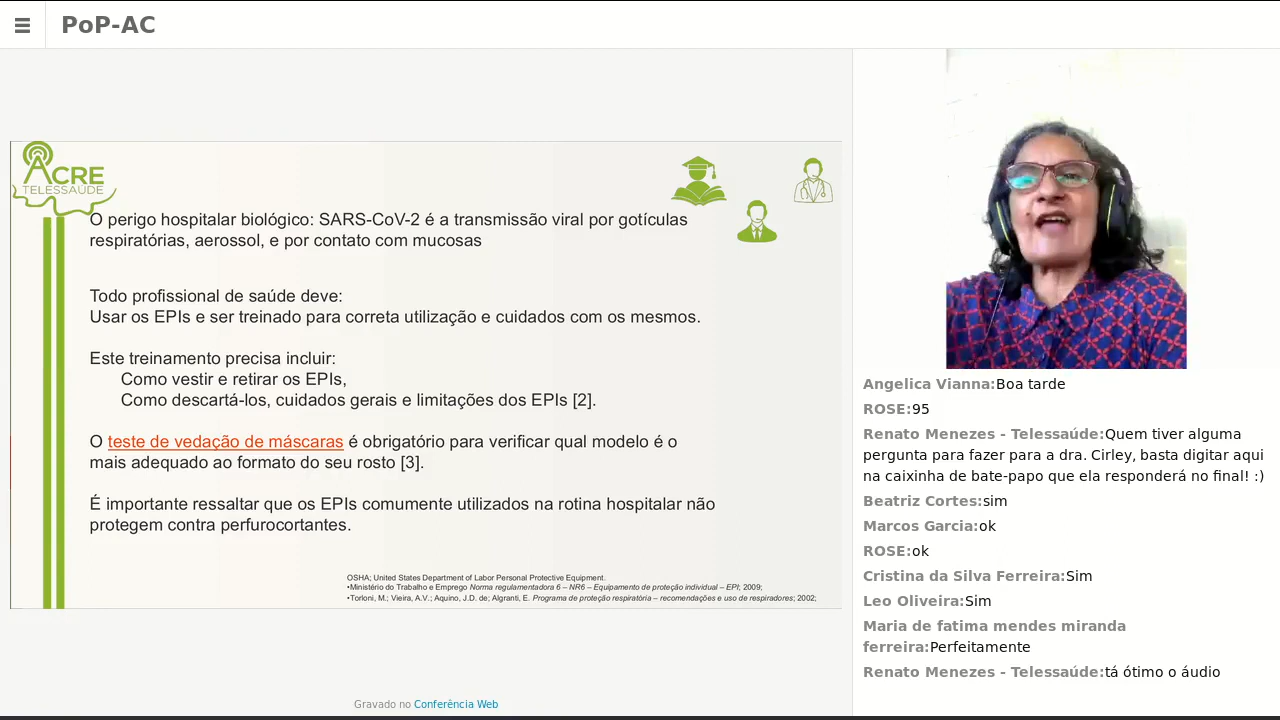 PoP-AC
ACRE
TELESSAÚDE
O perigo hospitalar biológico: SARS-CoV-2 é a transmissão viral por gotículas
respiratórias, aerossol, e por contato com mucosas
Todo profissional de saúde deve:
Usar os EPIs e ser treinado para correta utilização e cuidados com os mesmos.
Este treinamento precisa incluir:
Como vestir e retirar os EPIs,
Como descartá-los, cuidados gerais e limitações dos EPIs [2].
O teste de vedação de máscaras é obrigatório para verificar qual modelo é o
mais adequado ao formato do seu rosto [3].
É importante ressaltar que os EPIs comumente utilizados na rotina hospitalar não
protegem contra perfurocortantes.
OSHA; United States Department of Labor Personal Protective Equipment.
•Ministério do Trabalho e Emprego Norma regulamentadora 6 – NR6 – Equipamento de proteção individual – EPI; 2009;
•Torloni, M.; Vieira, A.V.; Aquino, J.D. de; Algranti, E. Programa de proteção respiratória – recomendações e uso de respiradores; 2002;
Gravado no Conferência Web
Angelica Vianna:Boa tarde
ROSE:95
Renato Menezes - Telessaúde:Quem tiver alguma
pergunta para fazer para a dra. Cirley, basta digitar aqui
na caixinha de bate-papo que ela responderá no final! :)
Beatriz Cortes:sim
Marcos Garcia:ok
ROSE:ok
Cristina da Silva Ferreira:Sim
Leo Oliveira:Sim
Maria de fatima mendes miranda
ferreira:Perfeitamente
Renato Menezes - Telessaúde:tá ótimo o áudio